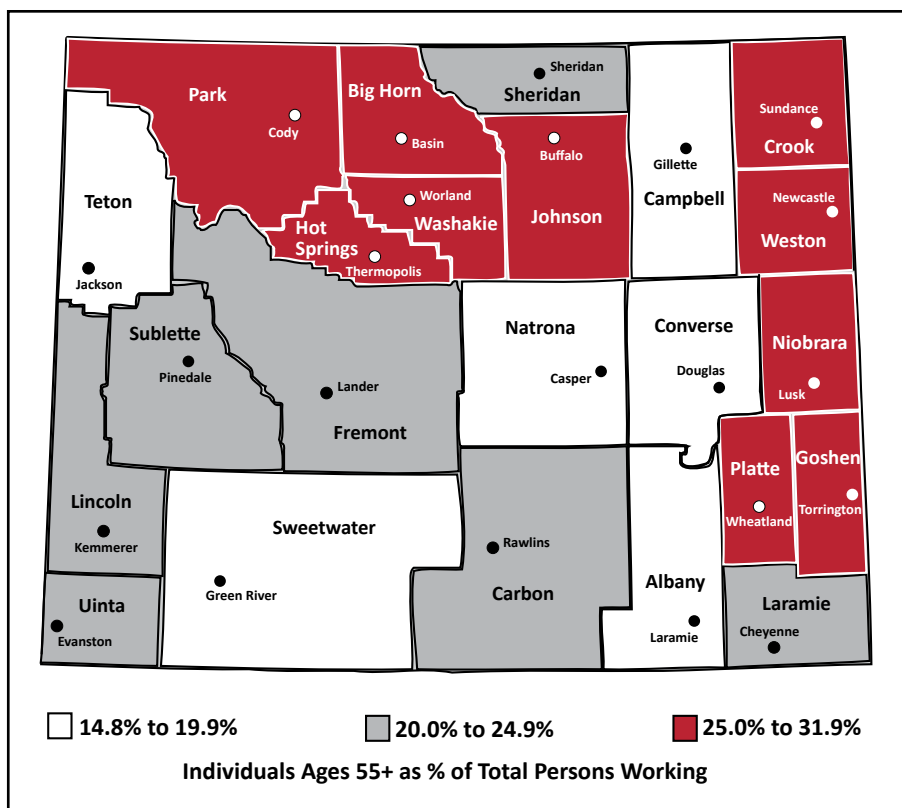 Park
Cody
Big Horn
Basin
Sheridan
Sheridan
Buffalo
Johnson
Gillette
Campbell
Sundance
Crook
Newcastle
Weston
Teton
Jackson
Worland
Washakie
Hot
Springs
Thermopolis
Sublette
Pinedale
Lander
Fremont
Natrona
Casper
Converse
Douglas
Niobrara
Lusk
Lincoln
Kemmerer
Sweetwater
Green River
Rawlins
Carbon
Platte
Wheatland
Goshen
Torrington
Uinta
Evanston
Albany
Laramie
Laramie
Cheyenne
14.8% to 19.9%
20.0% to 24.9%
25.0% to 31.9%
Individuals Ages 55+ as % of Total Persons Working